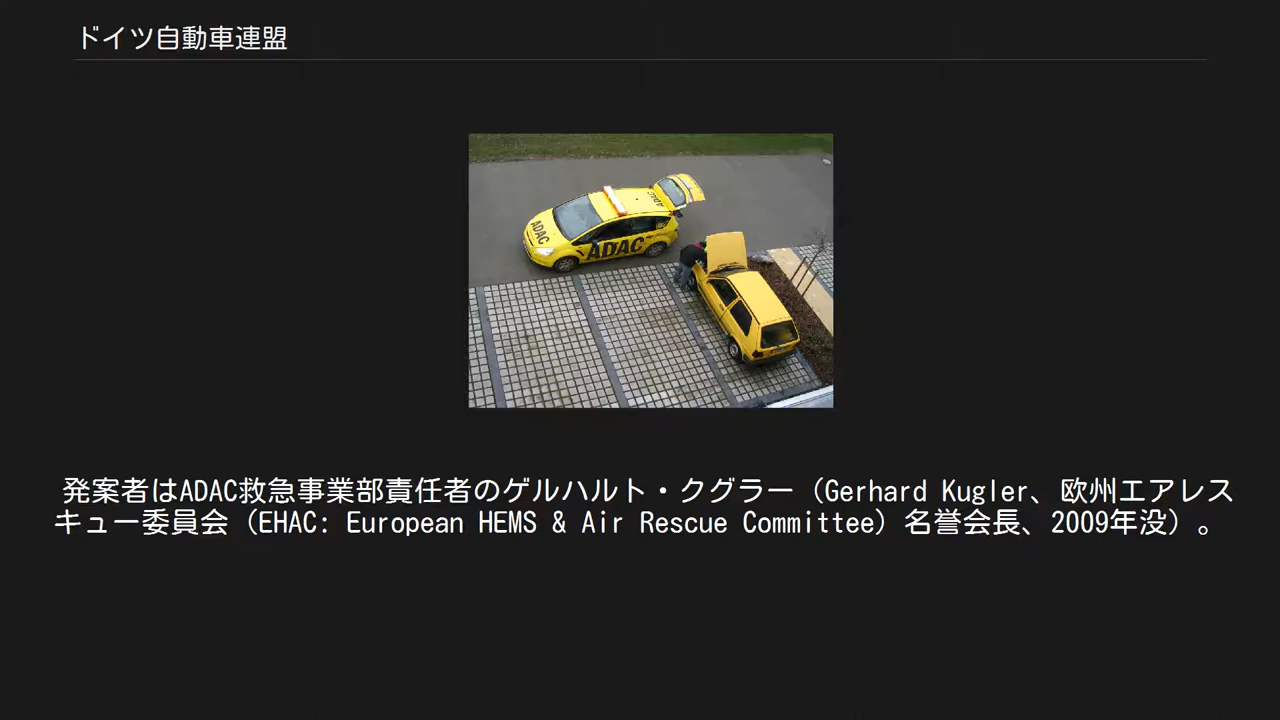 ドイツ自動車連盟
ADAC
ADAC
ADAC
発案者はADAC救急事業部責任者のゲルハルト・クグラー（Gerhard Kugler、欧州エアレス
キュー委員会（EHAC: European HEMS & Air Rescue Committee）名誉会長、2009年没）。